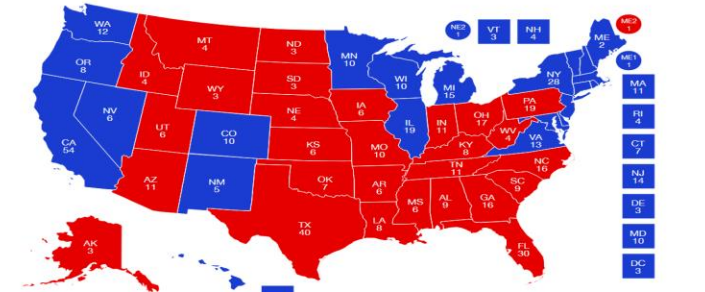 WA
12
OR
8
CA
54
NV
6
ID
4
MT
4
WY
3
UT
6
AZ
11
CO
10
NM
5
ND
3
SD
3
NE
4
KS
6
OK
7
TX
40
MN
10
IA
6
MO
10
AR
6
LA
8
WI
10
IL
19
MI
15
IN
11
OH
17
KY
8
TN
11
MS
6
AL
9
GA
16
FL
30
SC
9
NC
16
VA
13
WV
4
PA
19
NY
28
ME
2
NE2
1
VT
3
NH
4
ME2
1
ME1
1
MA
11
RI
4
CT
7
NJ
14
DE
3
MD
10
DC
3
AK
3